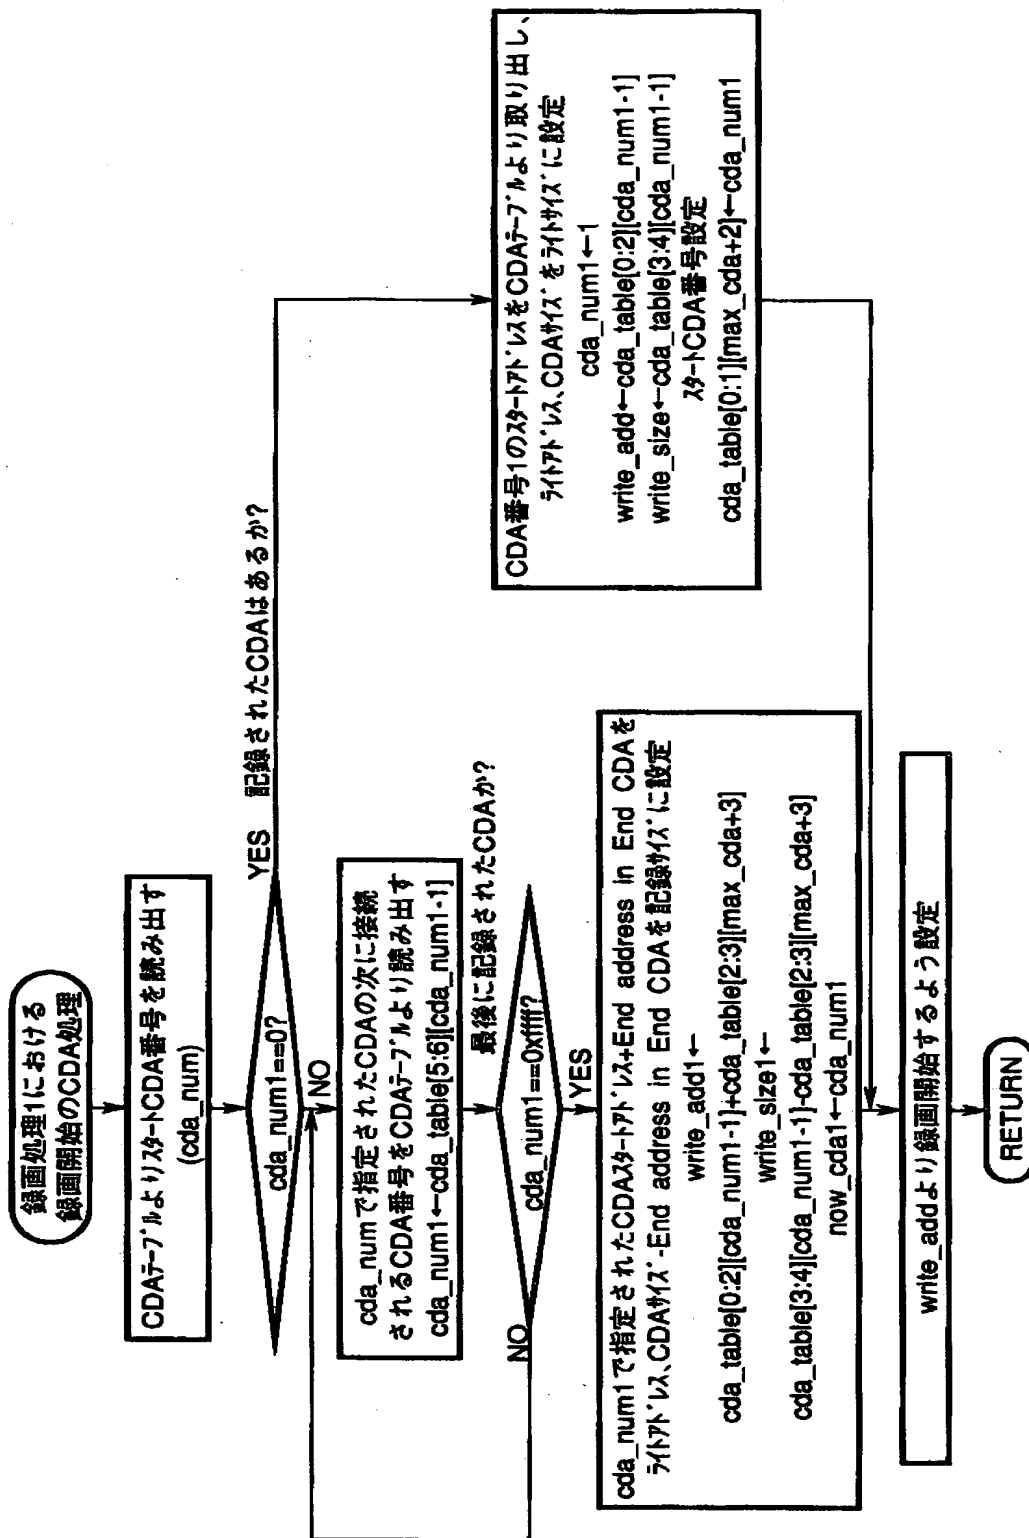 録画処理1における
録画開始のCDA処理
CDAテーブルよりスタートCDA番号を読み出す
(cda_num)
cda_num1==0?
YES
記録されたCDAはあるか?
NO
cda_numで指定されたCDAの次に接続
されるCDA番号をCDAテーブルより読み出す
cda_num1←cda_table[5:6][cda_num1-1]
最後に記録されたCDAか?
cda_num1==0xffff?
NO
YES
cda_num1で指定されたCDAスタートアドレス+End address in End CDAを
ライトアドレス、CDAサイズ-End address in End CDAを記録サイズに設定
write_add1←
cda_table[0:2][cda_num1-1]+cda_table[2:3][max_cda+3]
write_size1←
cda_table[3:4][cda_num1-1]-cda_table[2:3][max_cda+3]
now_cda1←cda_num1
CDA番号1のスタートアドレスをCDAテーブルより取り出し、
ライトアドレス、CDAサイズをライトサイズに設定
cda_num1←1
write_add←cda_table[0:2][cda_num1-1]
write_size←cda_table[3:4][cda_num1-1]
スタートCDA番号設定
cda_table[0:1][max_cda+2]←cda_num1
write_addより録画開始するよう設定
RETURN